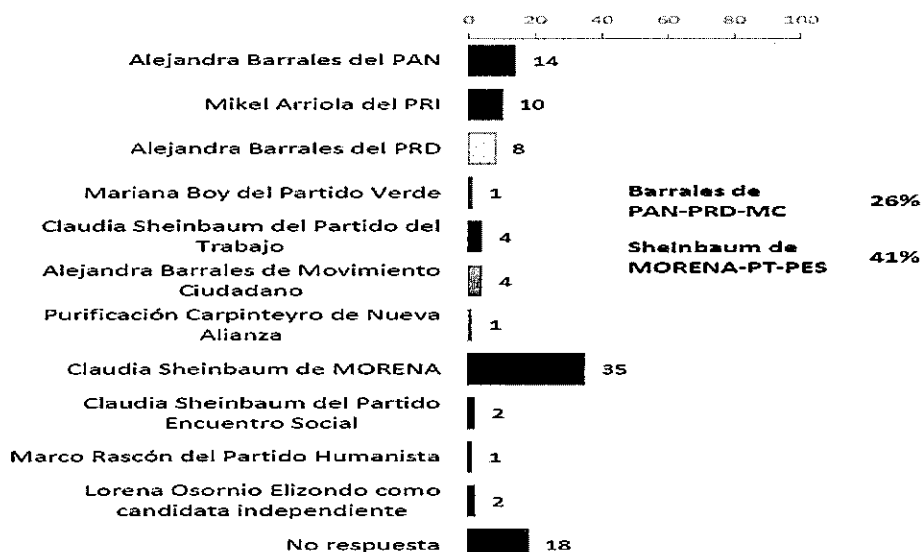 0 20 40 60 80 100
Alejandra Barrales del PAN 14
Mikel Arriola del PRI 10
Alejandra Barrales del PRD 8
Mariana Boy del Partido Verde 1
Claudia Sheinbaum del Partido del
Trabajo 4
Alejandra Barrales de Movimiento
Ciudadano 4
Purificación Carpinteyro de Nueva
Alianza 1
Claudia Sheinbaum de MORENA 35
Claudia Sheinbaum del Partido
Encuentro Social 2
Marco Rascón del Partido Humanista 1
Lorena Osornio Elizondo como
candidata independiente 2
No respuesta 18
Barrales de
PAN-PRD-MC 26%
Sheinbaum de
MORENA-PT-PES 41%